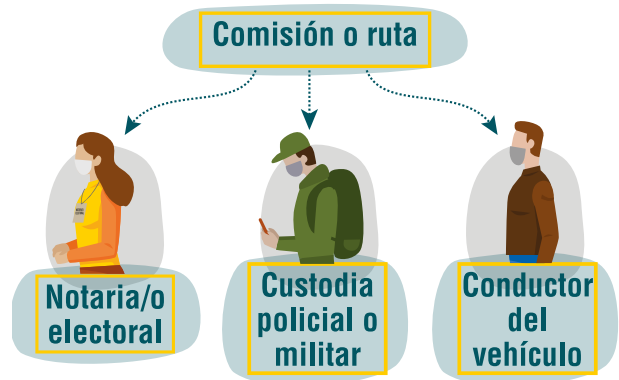 Comisión o ruta
Notaria/o
electoral
Custodia
policial o
militar
Conductor
del
vehículo